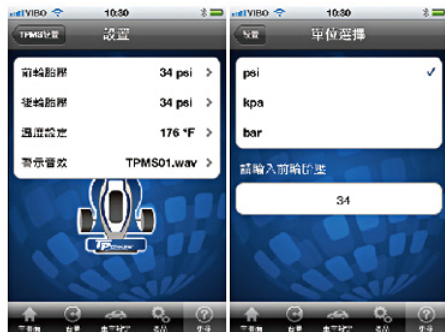 VIBO 10:30
TPMS設置 設置
前輪胎壓 34 psi
後輪胎壓 34 psi
溫度設定 176 °F
警示音效 TPMS01.wav
VIBO 10:30
設置 單位選擇
psi
kpa
bar
請輸入前輪胎壓
34